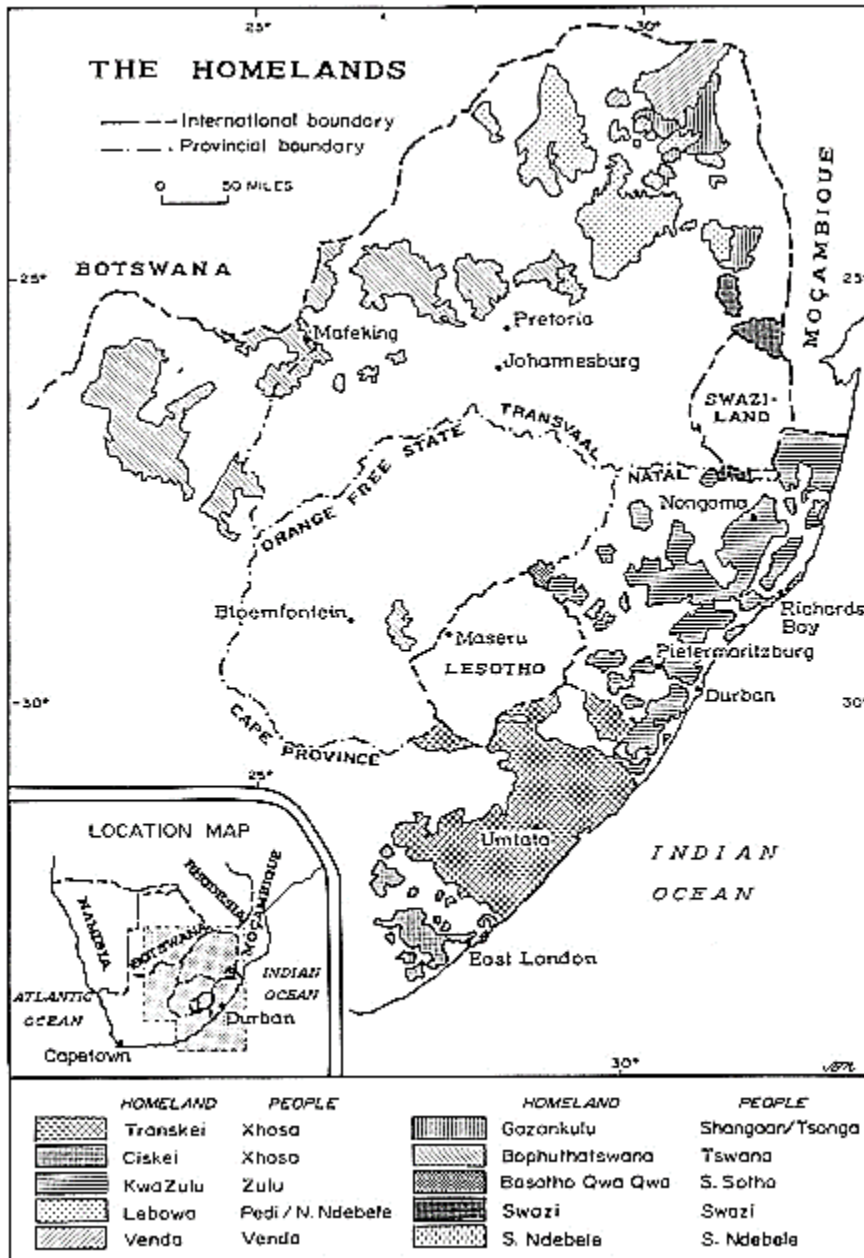 25°
30°
THE HOMELANDS
International boundary
Provincial boundary
0 50 MILES
MOÇAMBIQUE
BOTSWANA
25°
25°
Mafeking
Pretoria
Johannesburg
SWAZI-
LAND
TRANSVAAL
ORANGE FREE STATE
NATAL
Nongoma
Bloemfontein
Maseru
LESOTHO
Richards
Bay
Pietermaritzburg
Durban
30°
30°
CAPE PROVINCE
25°
Umtata
INDIAN
OCEAN
East London
30°
LOCATION MAP
NAMIBIA
BOTSWANA
RHODESIA
MOÇAMBIQUE
ATLANTIC
OCEAN
INDIAN
OCEAN
Durban
Capetown
HOMELAND PEOPLE
Transkei Xhosa
Ciskei Xhosa
KwaZulu Zulu
Lebowa Pedi / N. Ndebele
Venda Venda
HOMELAND PEOPLE
Gazankulu Shangaan/Tsonga
Bophuthatswana Tswana
Basotho Qwa Qwa S. Sotho
Swazi Swazi
S. Ndebele S. Ndebele